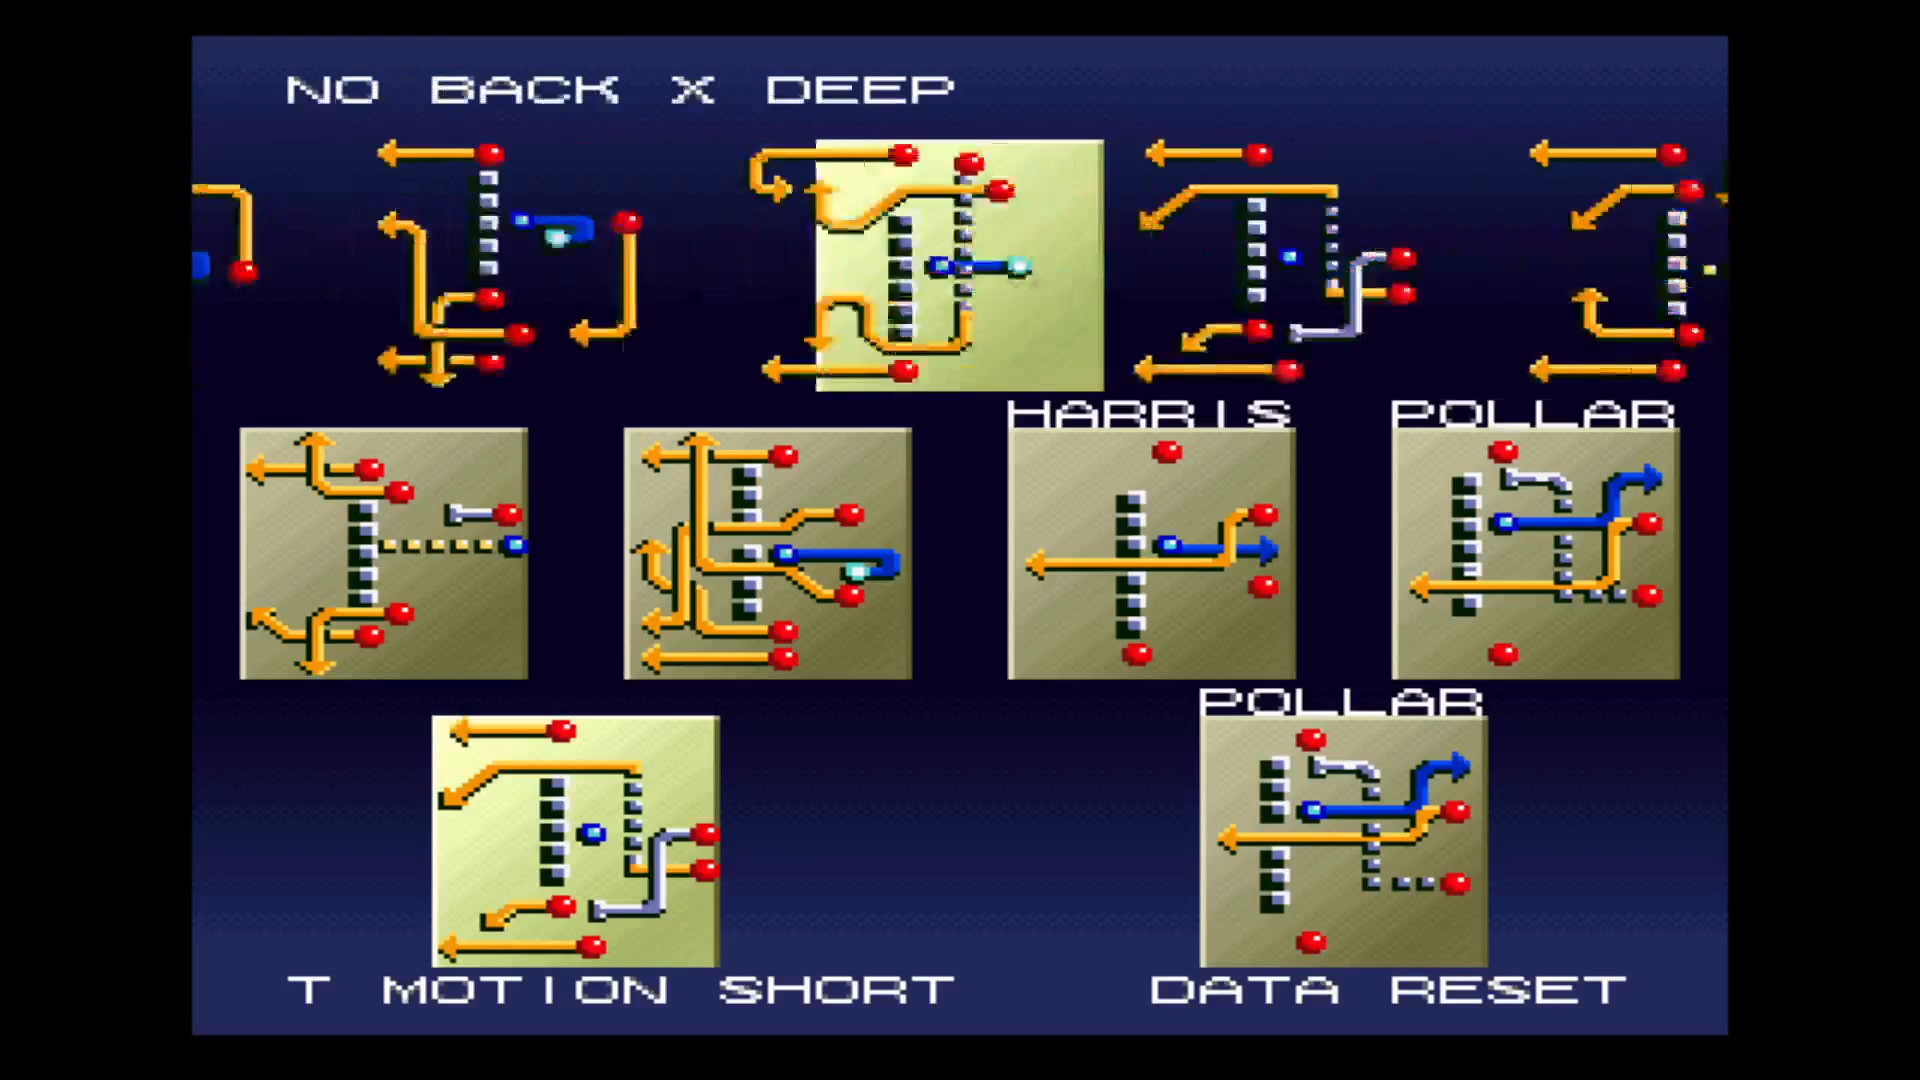 NO BACK X DEEP
HARRIS
POLLAR
POLLAR
T MOTION SHORT
DATA RESET